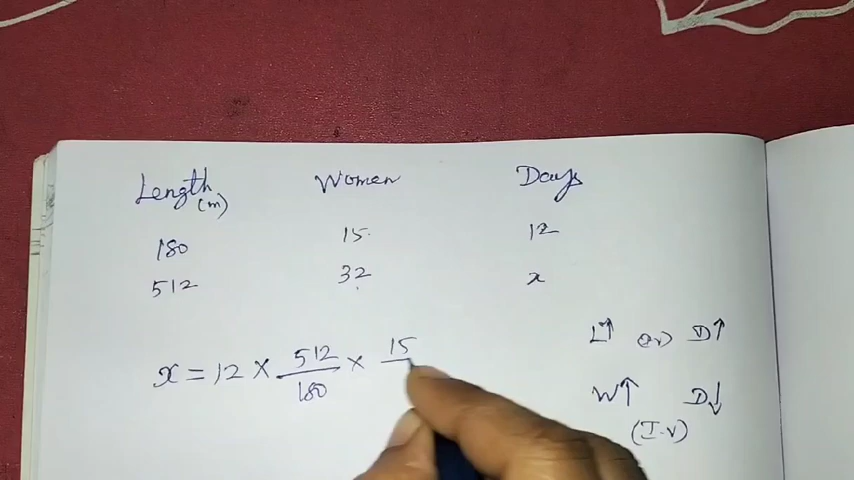 Length Women Days
(m)
180 15 12
512 32 x
L↑ (D.V) D↑
x = 12 × 512/180 × 15
W↑ D↓
(I.V)